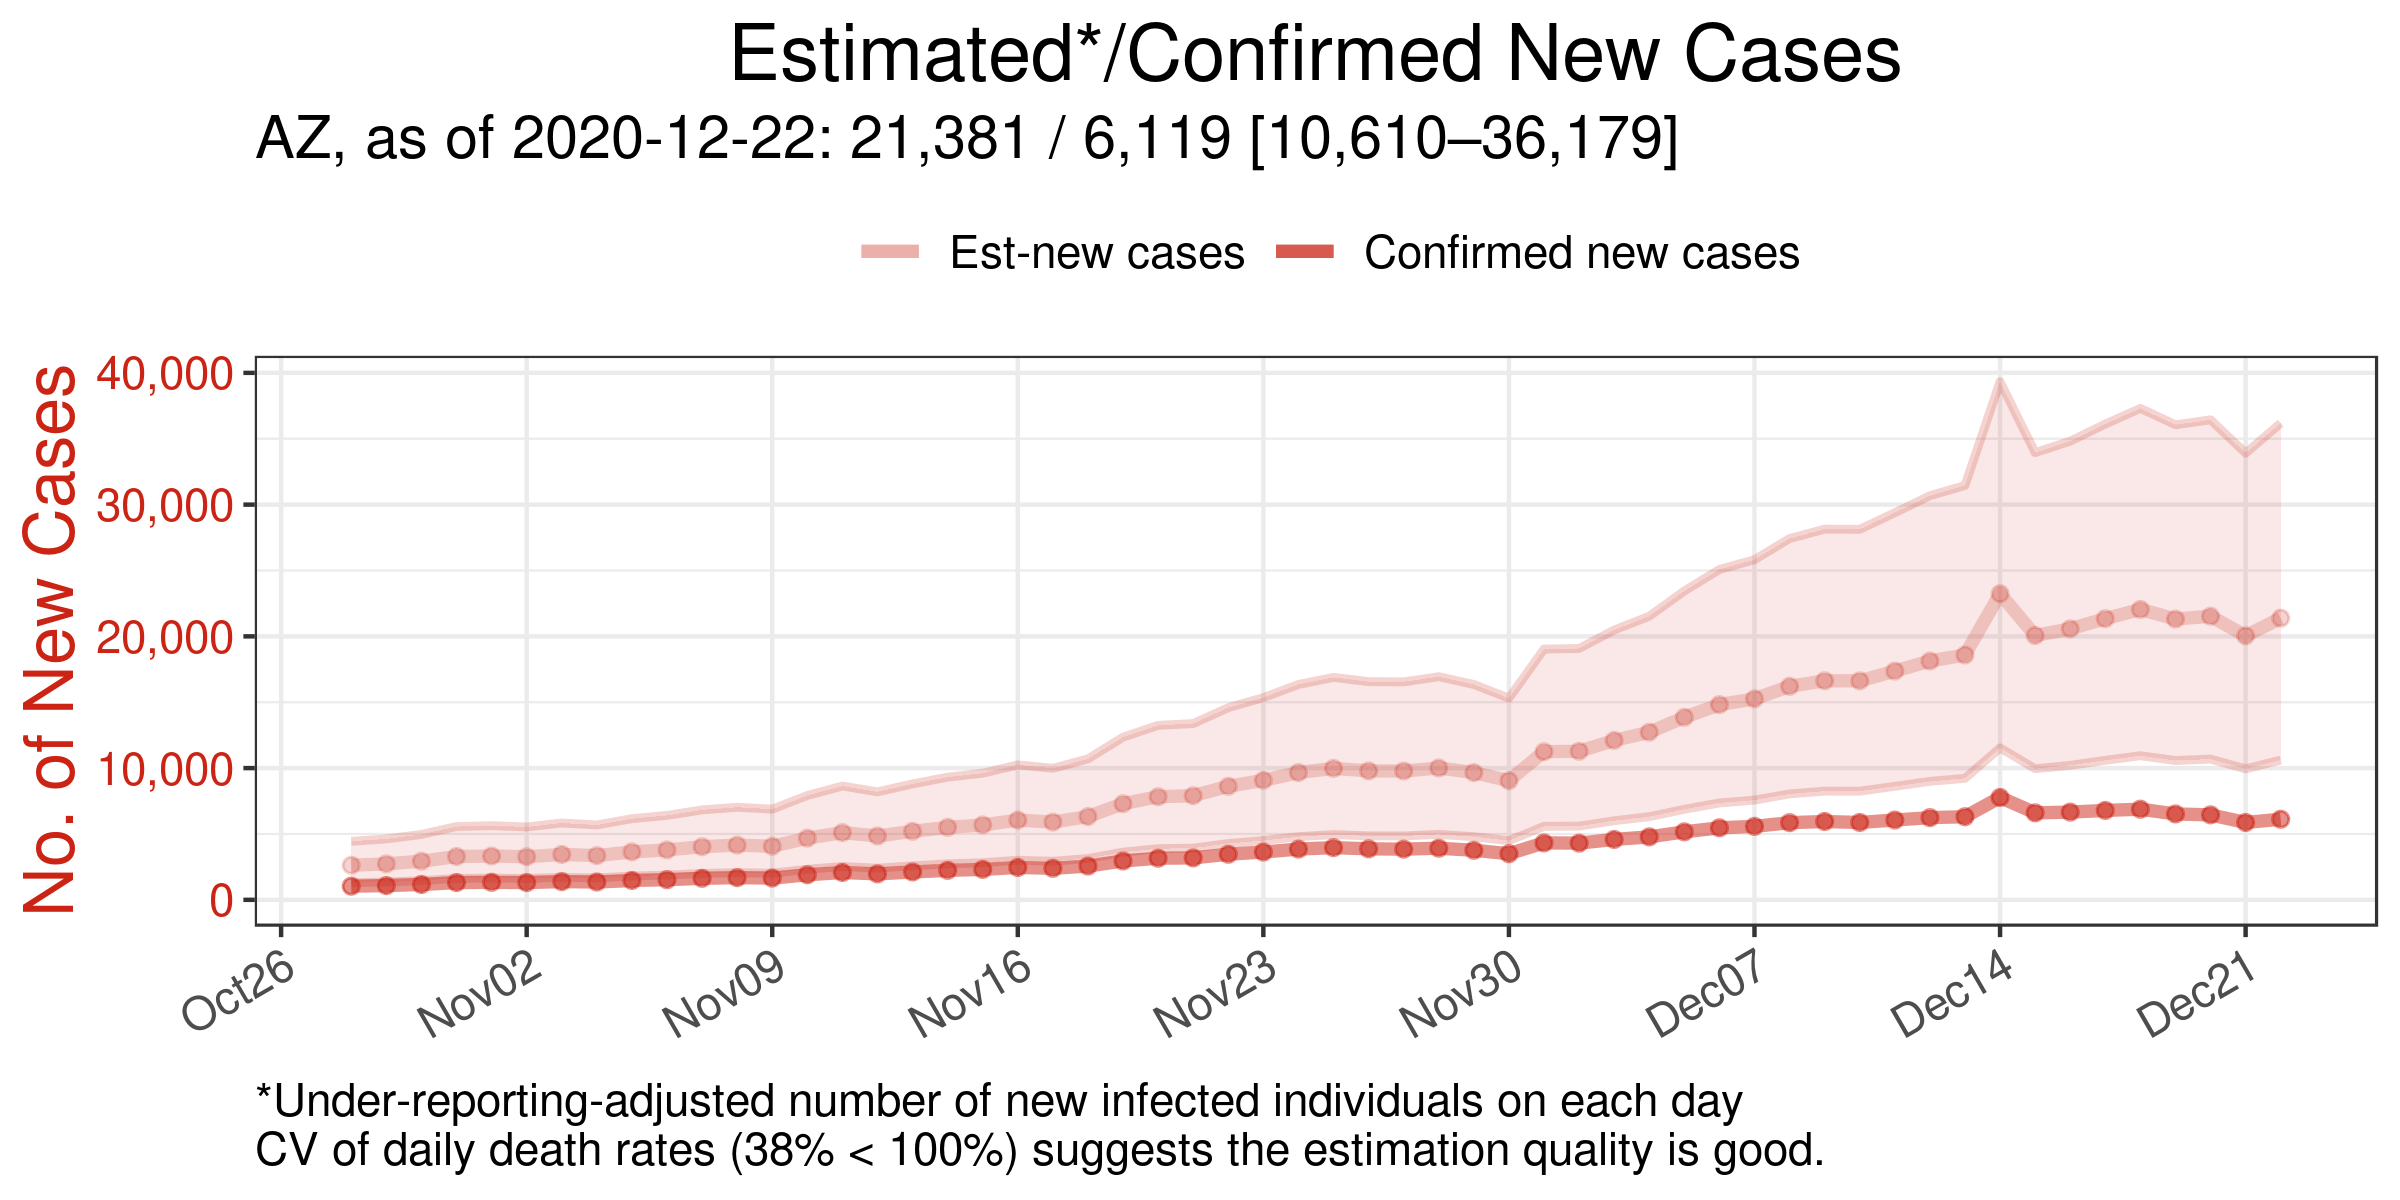 Estimated*/Confirmed New Cases
AZ, as of 2020-12-22: 21,381 / 6,119 [10,610–36,179]
Est-new cases Confirmed new cases
No. of New Cases
40,000
30,000
20,000
10,000
0
Oct26 Nov02 Nov09 Nov16 Nov23 Nov30 Dec07 Dec14 Dec21
*Under-reporting-adjusted number of new infected individuals on each day
CV of daily death rates (38% < 100%) suggests the estimation quality is good.